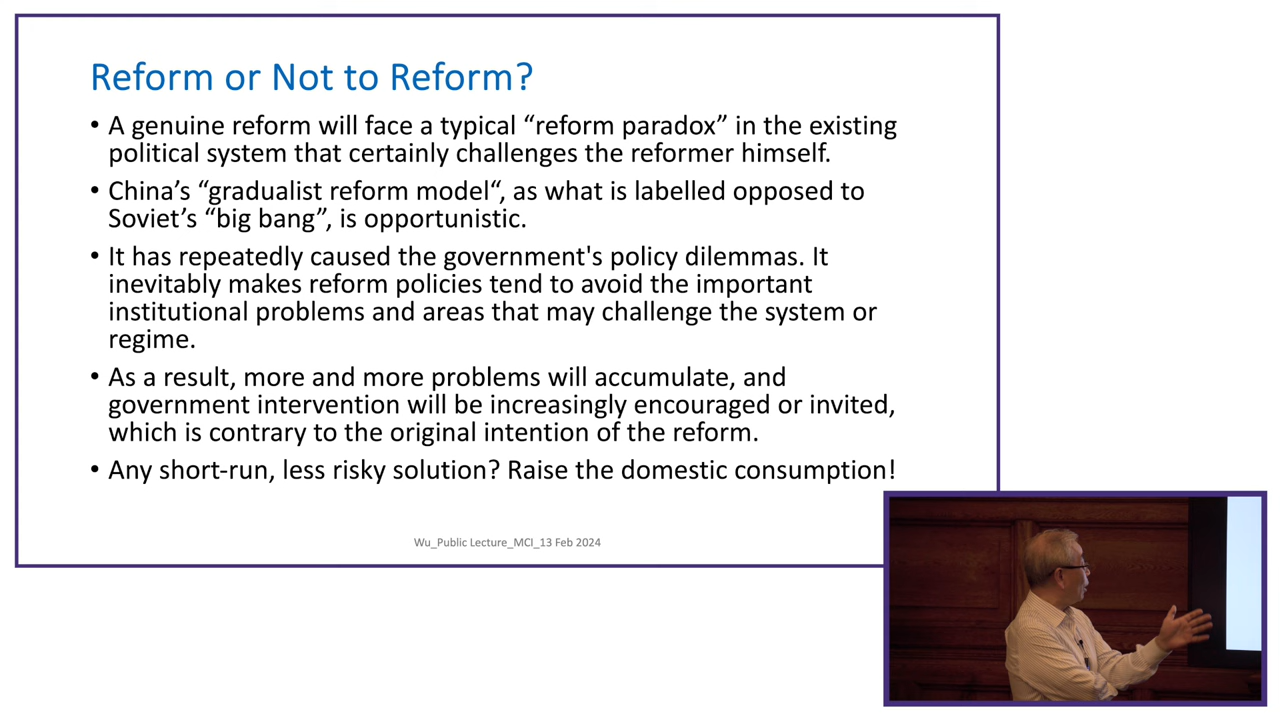 Reform or Not to Reform?
• A genuine reform will face a typical “reform paradox” in the existing
political system that certainly challenges the reformer himself.
• China’s “gradualist reform model“, as what is labelled opposed to
Soviet’s “big bang”, is opportunistic.
• It has repeatedly caused the government's policy dilemmas. It
inevitably makes reform policies tend to avoid the important
institutional problems and areas that may challenge the system or
regime.
• As a result, more and more problems will accumulate, and
government intervention will be increasingly encouraged or invited,
which is contrary to the original intention of the reform.
• Any short-run, less risky solution? Raise the domestic consumption!
Wu_Public Lecture_MCI_13 Feb 2024